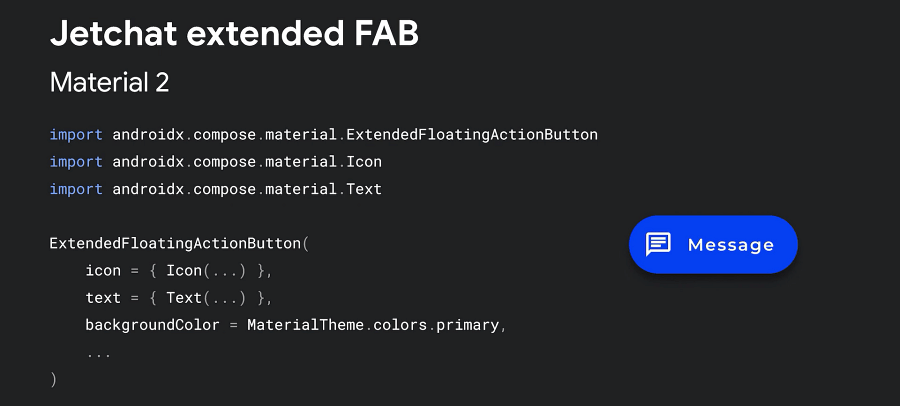 Jetchat extended FAB
Material 2
import androidx.compose.material.ExtendedFloatingActionButton
import androidx.compose.material.Icon
import androidx.compose.material.Text
ExtendedFloatingActionButton(
    icon = { Icon(...) },
    text = { Text(...) },
    backgroundColor = MaterialTheme.colors.primary,
    ...
)
Message